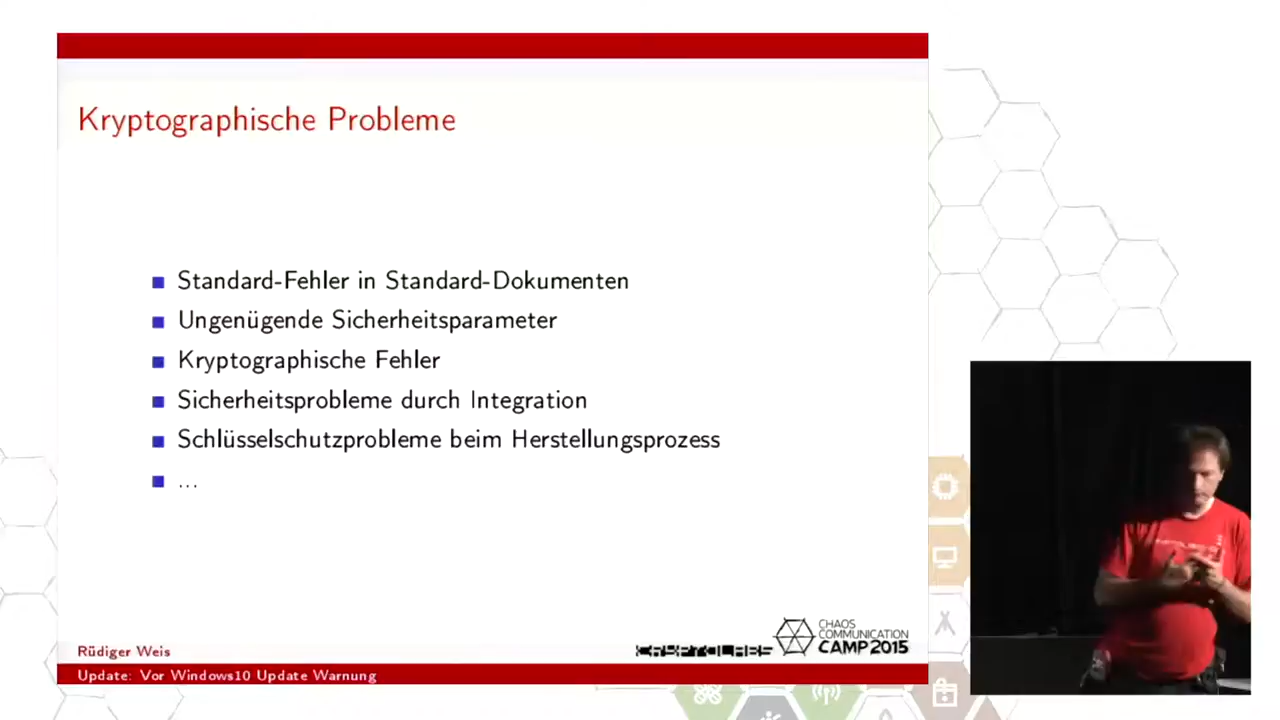 Kryptographische Probleme
Standard-Fehler in Standard-Dokumenten
Ungenügende Sicherheitsparameter
Kryptographische Fehler
Sicherheitsprobleme durch Integration
Schlüsselschutzprobleme beim Herstellungsprozess
...
CHAOS
COMMUNICATION
CAMP 2015
Rüdiger Weis
CRYPTOLABS
Update: Vor Windows10 Update Warnung